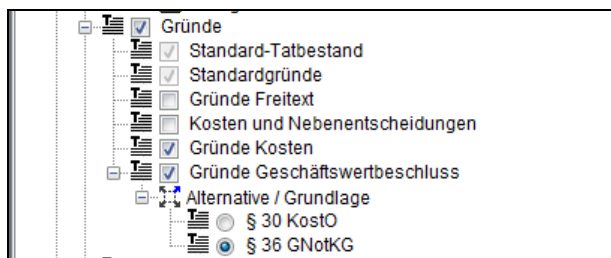 Gründe
Standard-Tatbestand
Standardgründe
Gründe Freitext
Kosten und Nebenentscheidungen
Gründe Kosten
Gründe Geschäftswertbeschluss
Alternative / Grundlage
§ 30 KostO
§ 36 GNotKG